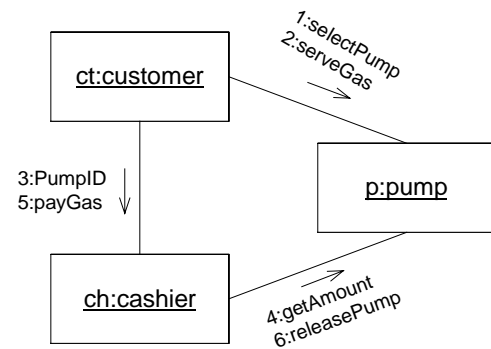 1:selectPump
2:serveGas
ct:customer
3:PumpID
5:payGas
p:pump
ch:cashier
4:getAmount
6:releasePump